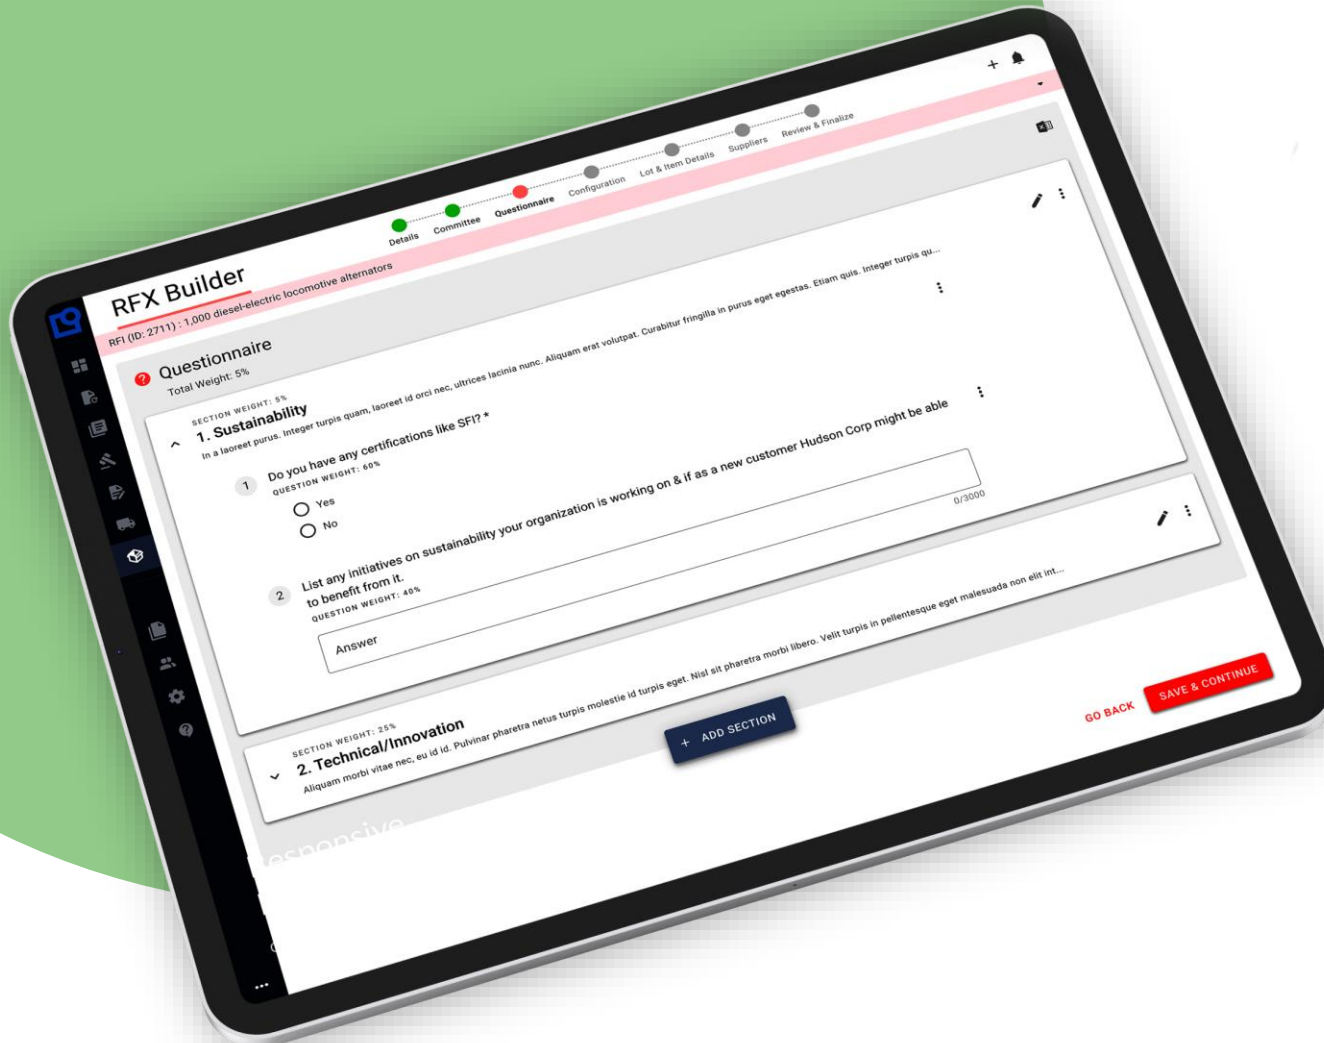 RFX Builder
Details
Committee
Questionnaire
Configuration
Lot & Item Details
Suppliers
Review & Finalize
RFI (ID: 2711) : 1,000 diesel-electric locomotive alternators
Questionnaire
Total Weight: 5%
SECTION WEIGHT: 5%
1. Sustainability
In a laoreet purus. Integer turpis quam, laoreet id orci nec, ultrices lacinia nunc. Aliquam erat volutpat. Curabitur fringilla in purus eget egestas. Etiam quis. Integer turpis qu...
1
Do you have any certifications like SFI? *
QUESTION WEIGHT: 60%
Yes
No
2
List any initiatives on sustainability your organization is working on & if as a new customer Hudson Corp might be able
to benefit from it.
QUESTION WEIGHT: 40%
Answer
0/3000
SECTION WEIGHT: 25%
2. Technical/Innovation
Aliquam morbi vitae nec, eu id id. Pulvinar pharetra netus turpis molestie id turpis eget. Nisl sit pharetra morbi libero. Velit turpis in pellentesque eget malesuada non elit int...
+ ADD SECTION
GO BACK
SAVE & CONTINUE